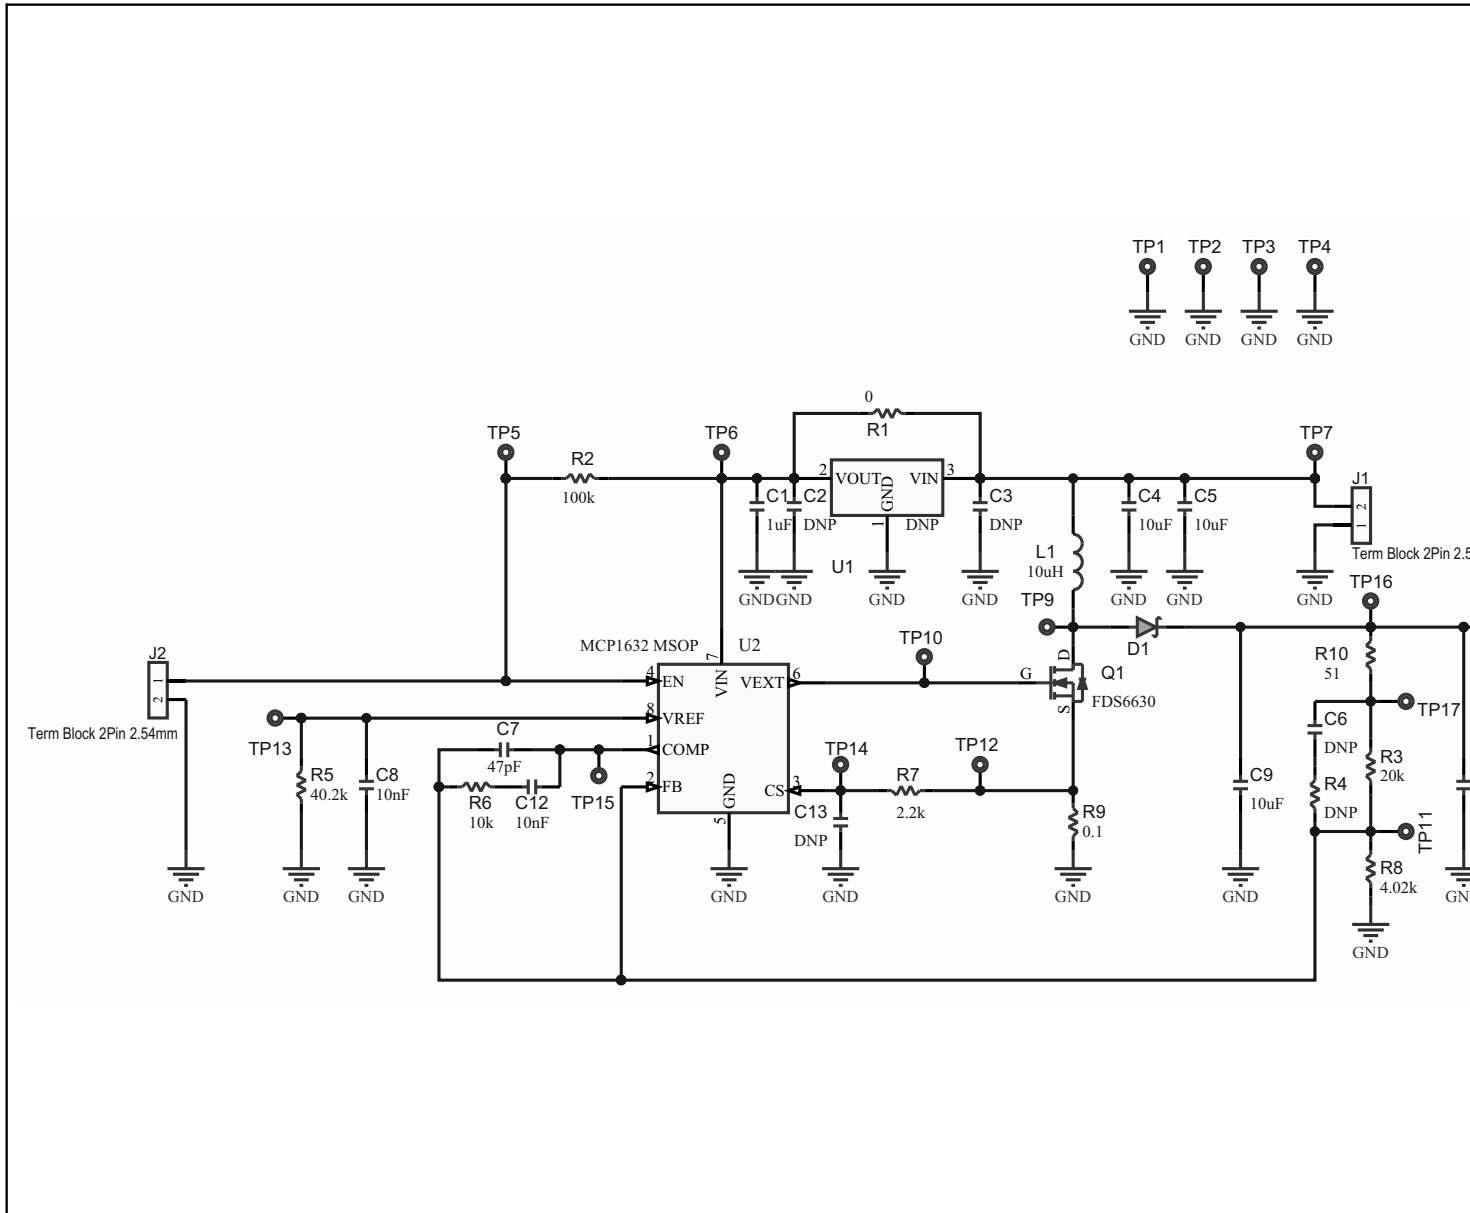 TP1 TP2 TP3 TP4
GND GND GND GND
0
R1
TP5 TP6 TP7
R2
100k
2 VOUT GND VIN 3
1
C1 1uF
C2 DNP
DNP
C3 DNP
C4 10uF
C5 10uF
J1
2
1
Term Block 2Pin 2.5
U1
L1
10uH
GND GND GND GND GND GND GND
TP9
TP16
D1
MCP1632 MSOP U2
TP10
7
VIN
4 EN
VEXT 6
8 VREF
1 COMP
2 FB
CS 3
GND
5
G
D
S
Q1
FDS6630
J2
1
2
Term Block 2Pin 2.54mm
TP13
R5
40.2k
C8
10nF
C7
47pF
R6
10k
C12
10nF
TP15
TP14
TP12
R7
2.2k
C13
DNP
R9
0.1
C9
10uF
R10
51
TP17
C6
DNP
R3
20k
R4
DNP
TP11
R8
4.02k
GND GND GND GND GND GND GND GN
GND